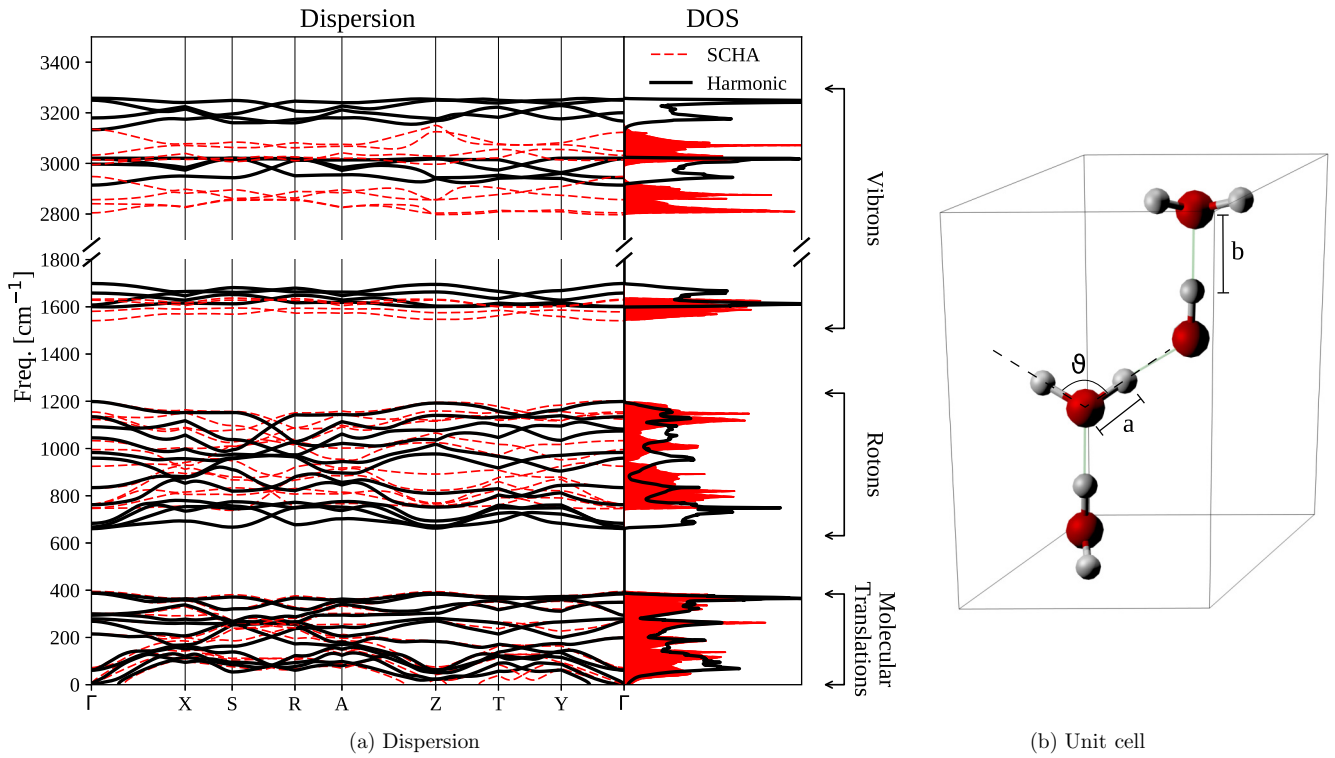 Dispersion
DOS
SCHA
Harmonic
Freq. [cm⁻¹]
3400
3200
3000
2800
1800
1600
1400
1200
1000
800
600
400
200
0
Γ X S R A Z T Y Γ
Vibrons
Rotons
Molecular
Translations
b
ϑ
a
(a) Dispersion
(b) Unit cell